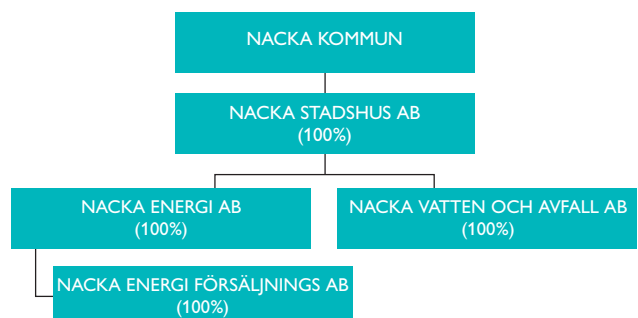 NACKA KOMMUN
NACKA STADSHUS AB
(100%)
NACKA ENERGI AB
(100%)
NACKA VATTEN OCH AVFALL AB
(100%)
NACKA ENERGI FÖRSÄLJNINGS AB
(100%)